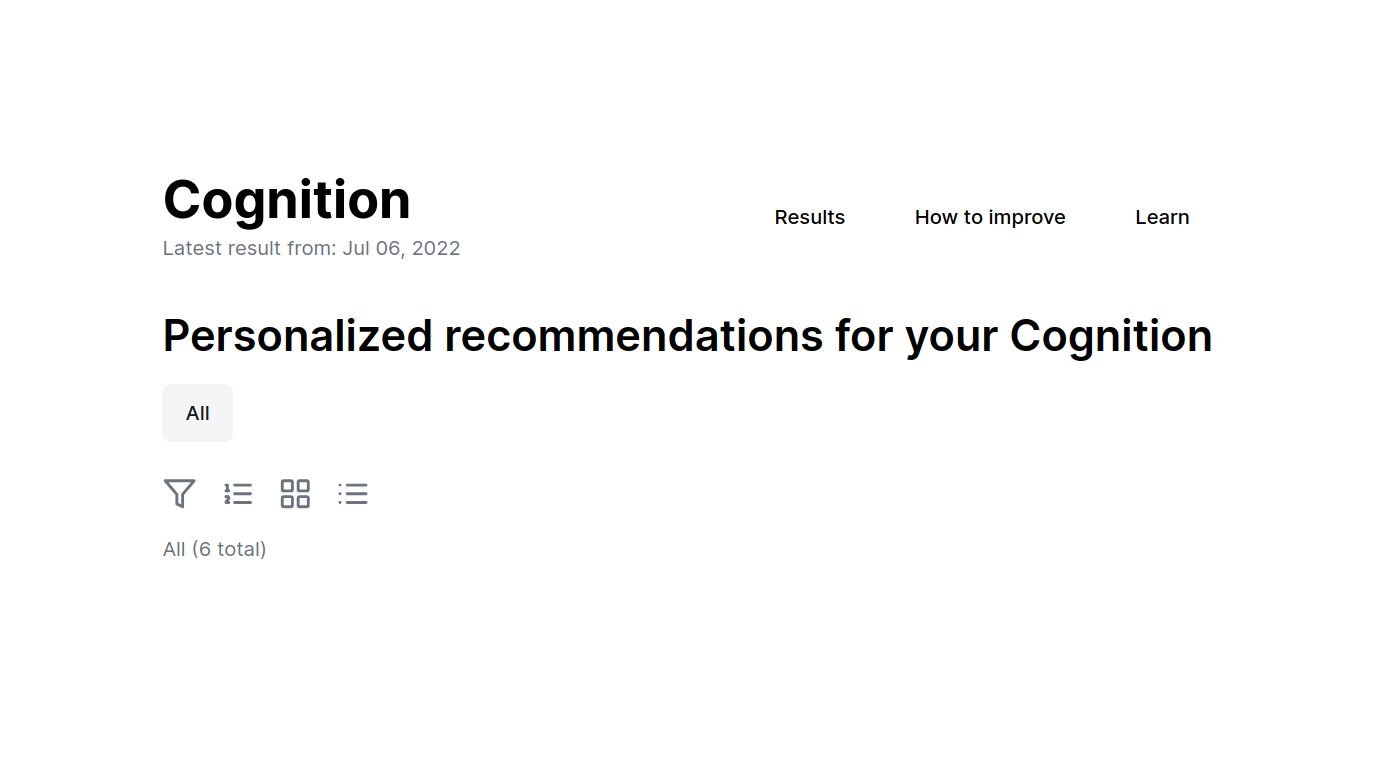 Cognition
Latest result from: Jul 06, 2022
Results
How to improve
Learn
Personalized recommendations for your Cognition
All
All (6 total)